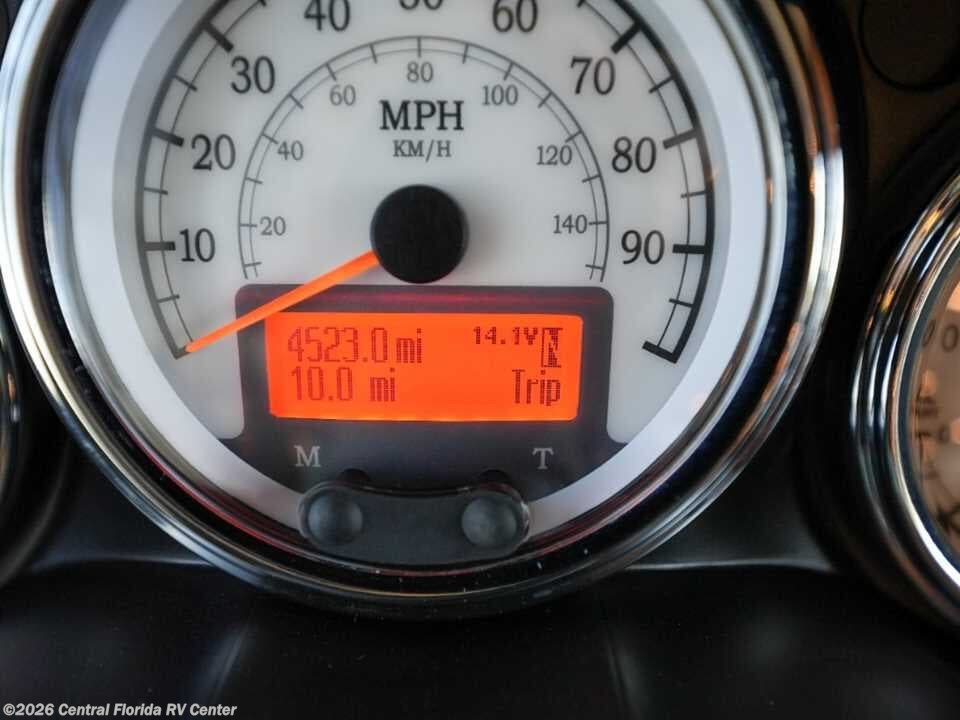 10 20 30 40 50 60 70 80 90
20 40 60 80 100 120 140
MPH
KM/H
4523.0 mi 14.1V N
10.0 mi Trip
M T
©2026 Central Florida RV Center